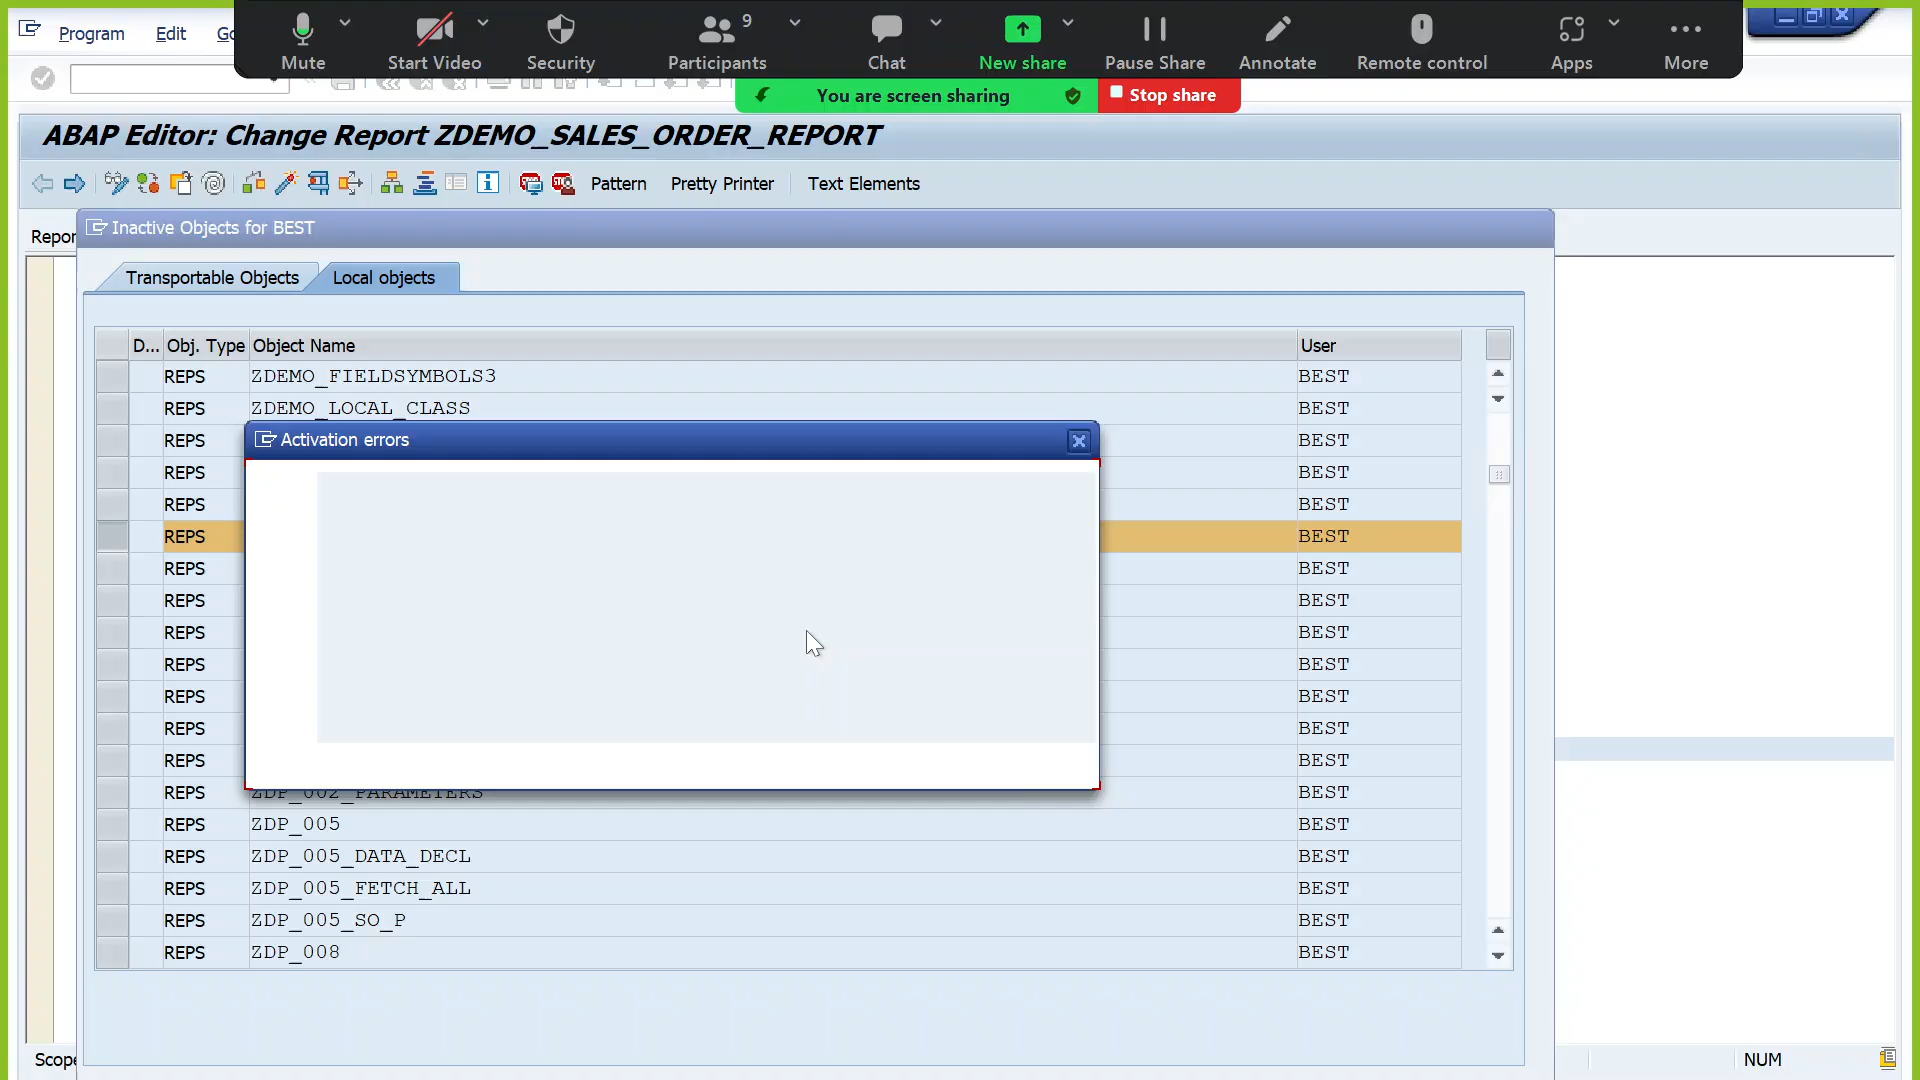 Program Edit Go
Mute Start Video Security Participants 9 Chat New share Pause Share Annotate Remote control Apps More
You are screen sharing Stop share
ABAP Editor: Change Report ZDEMO_SALES_ORDER_REPORT
Pattern Pretty Printer Text Elements
Repor
Inactive Objects for BEST
Transportable Objects Local objects
D... Obj. Type Object Name User
REPS ZDEMO_FIELDSYMBOLS3 BEST
REPS ZDEMO_LOCAL_CLASS BEST
Activation errors
REPS BEST
REPS BEST
REPS BEST
REPS BEST
REPS BEST
REPS BEST
REPS BEST
REPS BEST
REPS BEST
REPS BEST
REPS BEST
REPS ZDP_002_PARAMETERS BEST
REPS ZDP_005 BEST
REPS ZDP_005_DATA_DECL BEST
REPS ZDP_005_FETCH_ALL BEST
REPS ZDP_005_SO_P BEST
REPS ZDP_008 BEST
Scope NUM